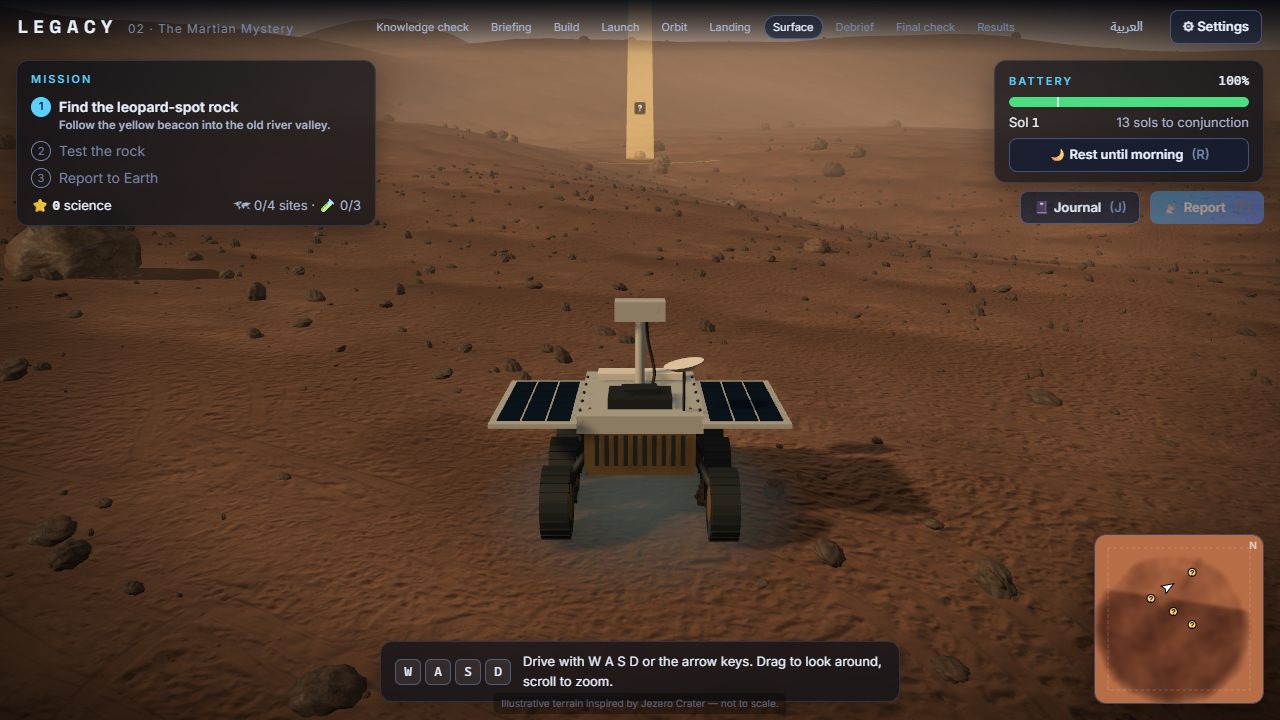 LEGACY 02 · The Martian Mystery
Knowledge check Briefing Build Launch Orbit Landing Surface Debrief Final check Results
العربية
⚙ Settings
MISSION
1 Find the leopard-spot rock
Follow the yellow beacon into the old river valley.
2 Test the rock
3 Report to Earth
⭐ 0 science 🗺 0/4 sites · 🧪 0/3
?
BATTERY 100%
Sol 1 13 sols to conjunction
🌙 Rest until morning (R)
Journal (J)
Report
N
?
?
?
?
W A S D
Drive with W A S D or the arrow keys. Drag to look around,
scroll to zoom.
Illustrative terrain inspired by Jezero Crater — not to scale.